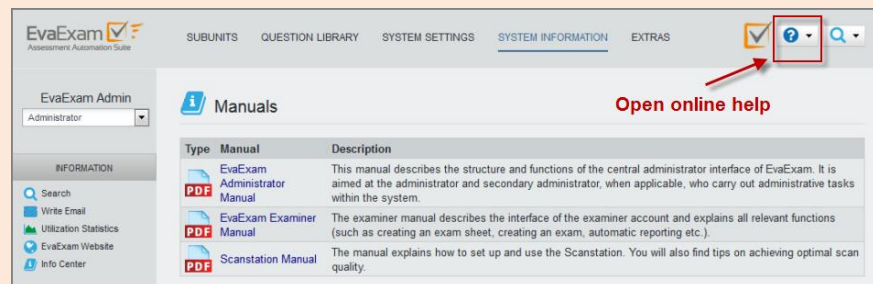 EvaExam
Assessment Automation Suite
SUBUNITS QUESTION LIBRARY SYSTEM SETTINGS SYSTEM INFORMATION EXTRAS
?
Open online help
EvaExam Admin
Administrator
INFORMATION
Search
Write Email
Utilization Statistics
EvaExam Website
Info Center
i Manuals
Type Manual Description
PDF
EvaExam
Administrator
Manual
This manual describes the structure and functions of the central administrator interface of EvaExam. It is
aimed at the administrator and secondary administrator, when applicable, who carry out administrative tasks
within the system.
PDF
EvaExam Examiner
Manual
The examiner manual describes the interface of the examiner account and explains all relevant functions
(such as creating an exam sheet, creating an exam, automatic reporting etc.).
PDF
Scanstation Manual
The manual explains how to set up and use the Scanstation. You will also find tips on achieving optimal scan
quality.